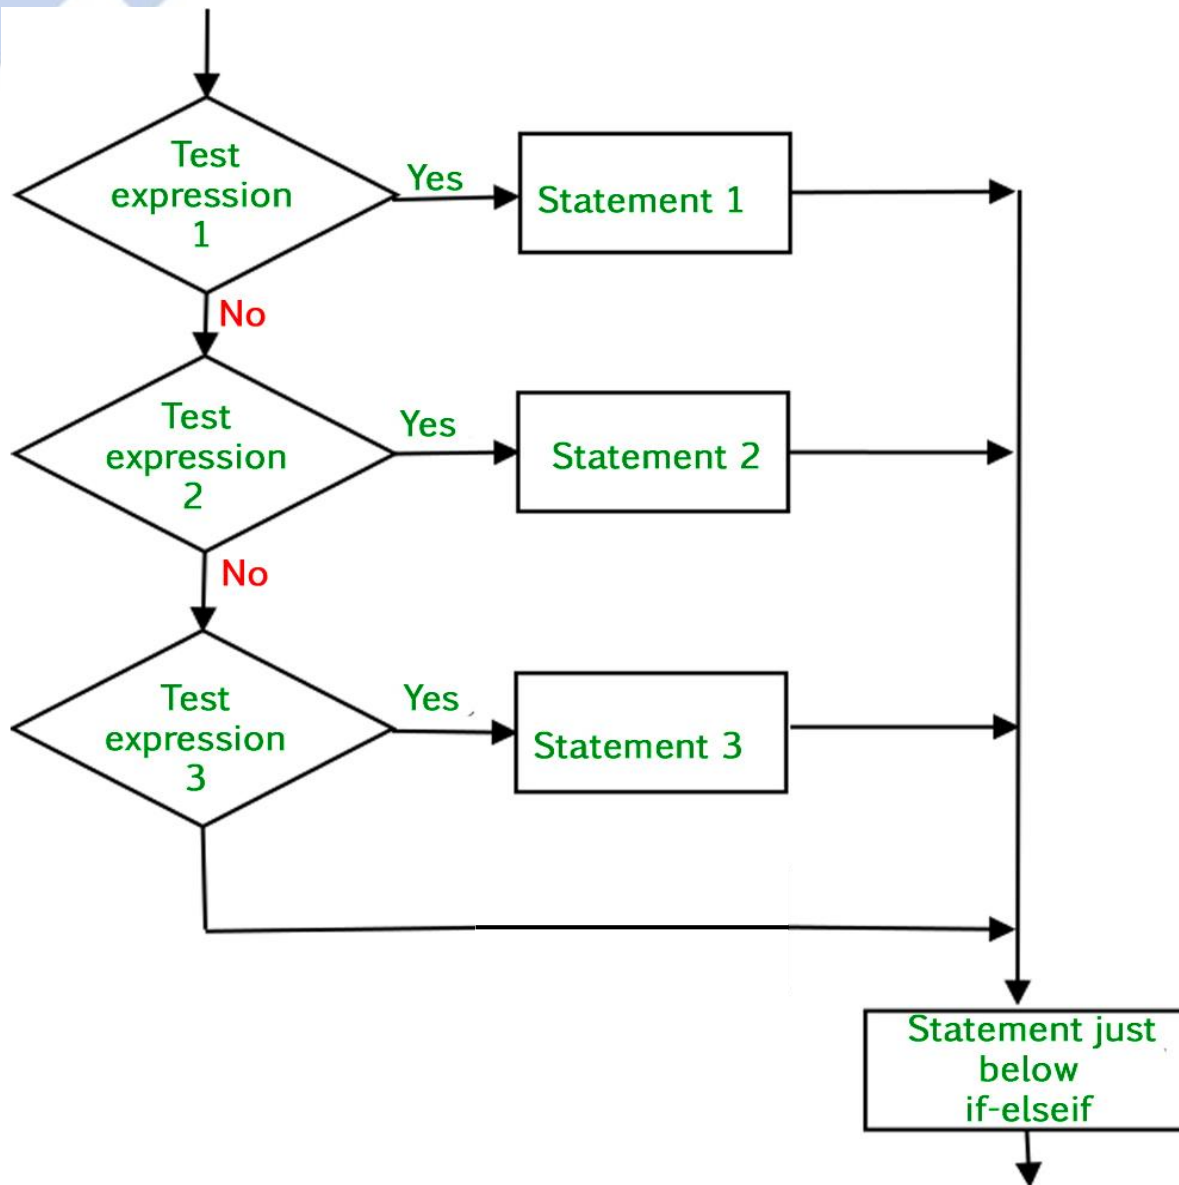 Test
expression
1
Yes
Statement 1
No
Test
expression
2
Yes
Statement 2
No
Test
expression
3
Yes
Statement 3
Statement just
below
if-elseif